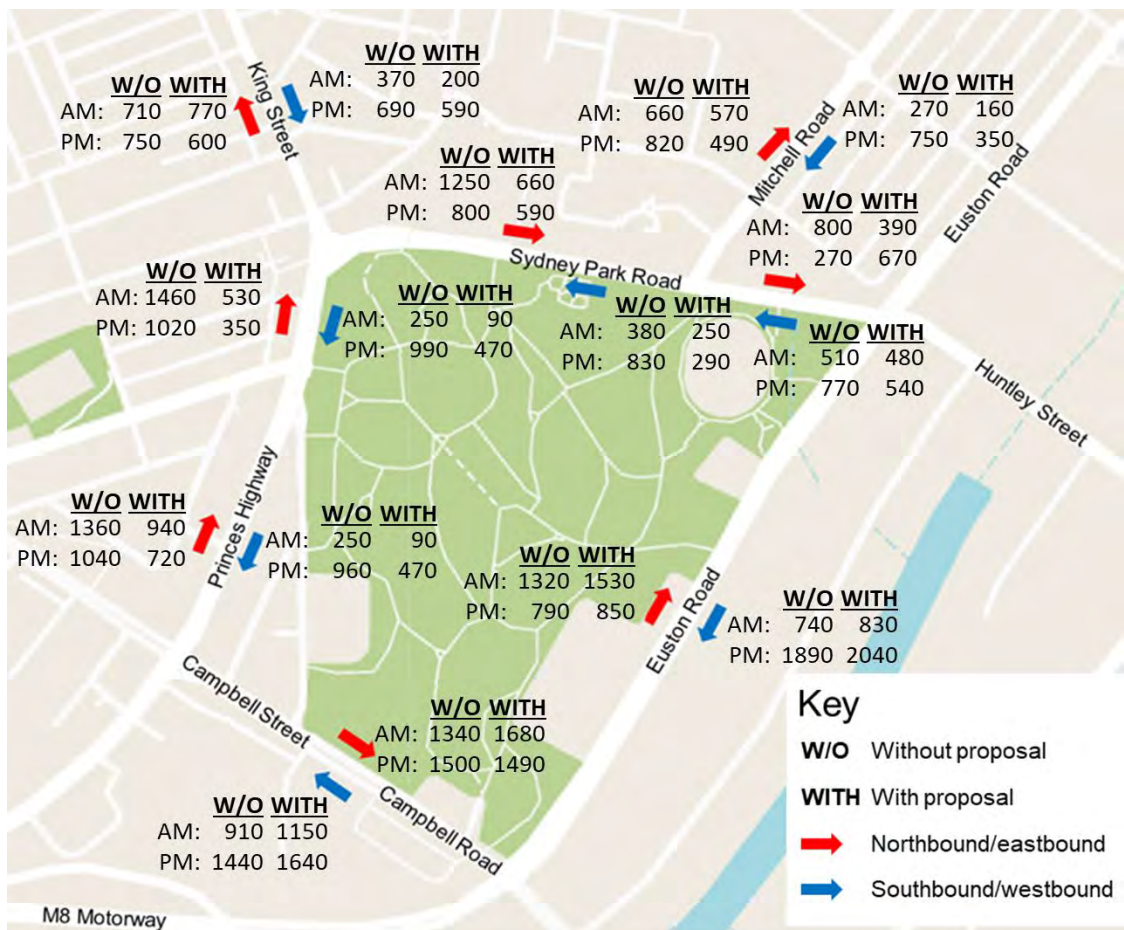 King Street
W/O WITH
AM: 710 770
PM: 750 600
W/O WITH
AM: 370 200
PM: 690 590
W/O WITH
AM: 660 570
PM: 820 490
Mitchell Road
W/O WITH
AM: 270 160
PM: 750 350
Euston Road
W/O WITH
AM: 1250 660
PM: 800 590
Sydney Park Road
W/O WITH
AM: 800 390
PM: 270 670
W/O WITH
AM: 1460 530
PM: 1020 350
W/O WITH
AM: 250 90
PM: 990 470
W/O WITH
AM: 380 250
PM: 830 290
W/O WITH
AM: 510 480
PM: 770 540
Huntley Street
Princes Highway
W/O WITH
AM: 1360 940
PM: 1040 720
W/O WITH
AM: 250 90
PM: 960 470
W/O WITH
AM: 1320 1530
PM: 790 850
Euston Road
W/O WITH
AM: 740 830
PM: 1890 2040
Campbell Street
W/O WITH
AM: 1340 1680
PM: 1500 1490
W/O WITH
AM: 910 1150
PM: 1440 1640
Campbell Road
M8 Motorway
Key
W/O Without proposal
WITH With proposal
Northbound/eastbound
Southbound/westbound